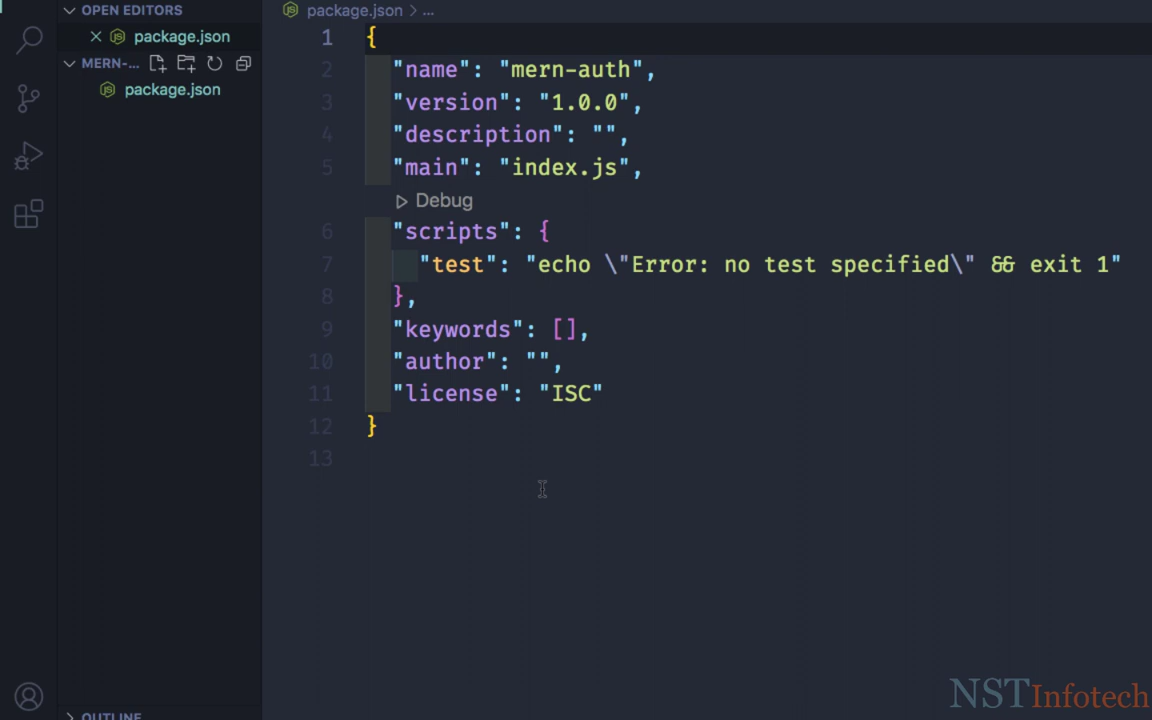 OPEN EDITORS
package.json
MERN-...
package.json
OUTLINE
package.json > ...
1 {
2 "name": "mern-auth",
3 "version": "1.0.0",
4 "description": "",
5 "main": "index.js",
Debug
6 "scripts": {
7 "test": "echo \"Error: no test specified\" && exit 1"
8 },
9 "keywords": [],
10 "author": "",
11 "license": "ISC"
12 }
13
NSTInfotech